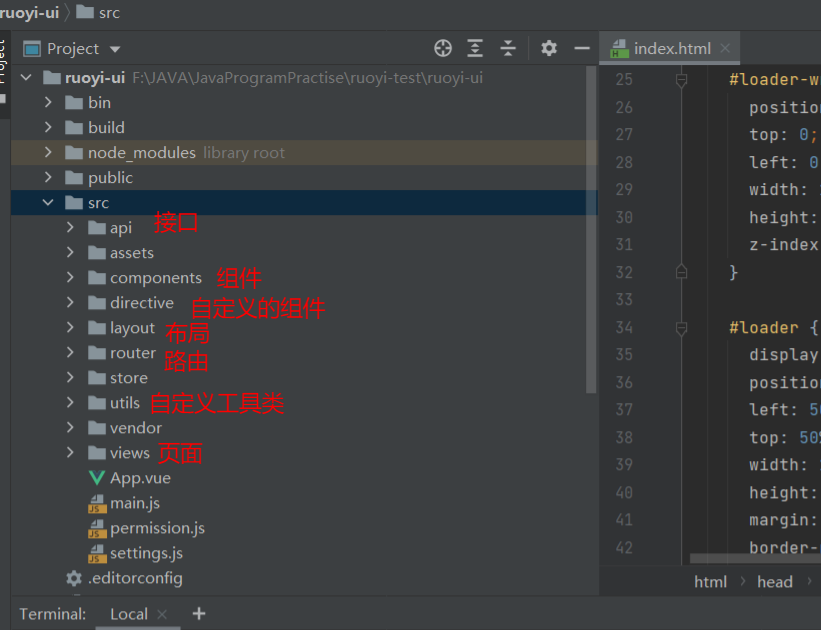 ruoyi-ui src
Project
Project
index.html
ruoyi-ui F:\JAVA\JavaProgramPractise\ruoyi-test\ruoyi-ui
bin
build
node_modules library root
public
src
api 接口
assets
components 组件
directive 自定义的组件
layout 布局
router 路由
store
utils 自定义工具类
vendor
views 页面
App.vue
main.js
permission.js
settings.js
.editorconfig
25 #loader-w
26 position
27 top: 0;
28 left: 0
29 width:
30 height:
31 z-index
32 }
33
34 #loader {
35 display
36 position
37 left: 50
38 top: 50%
39 width:
40 height:
41 margin:
42 border-
html head
Terminal: Local